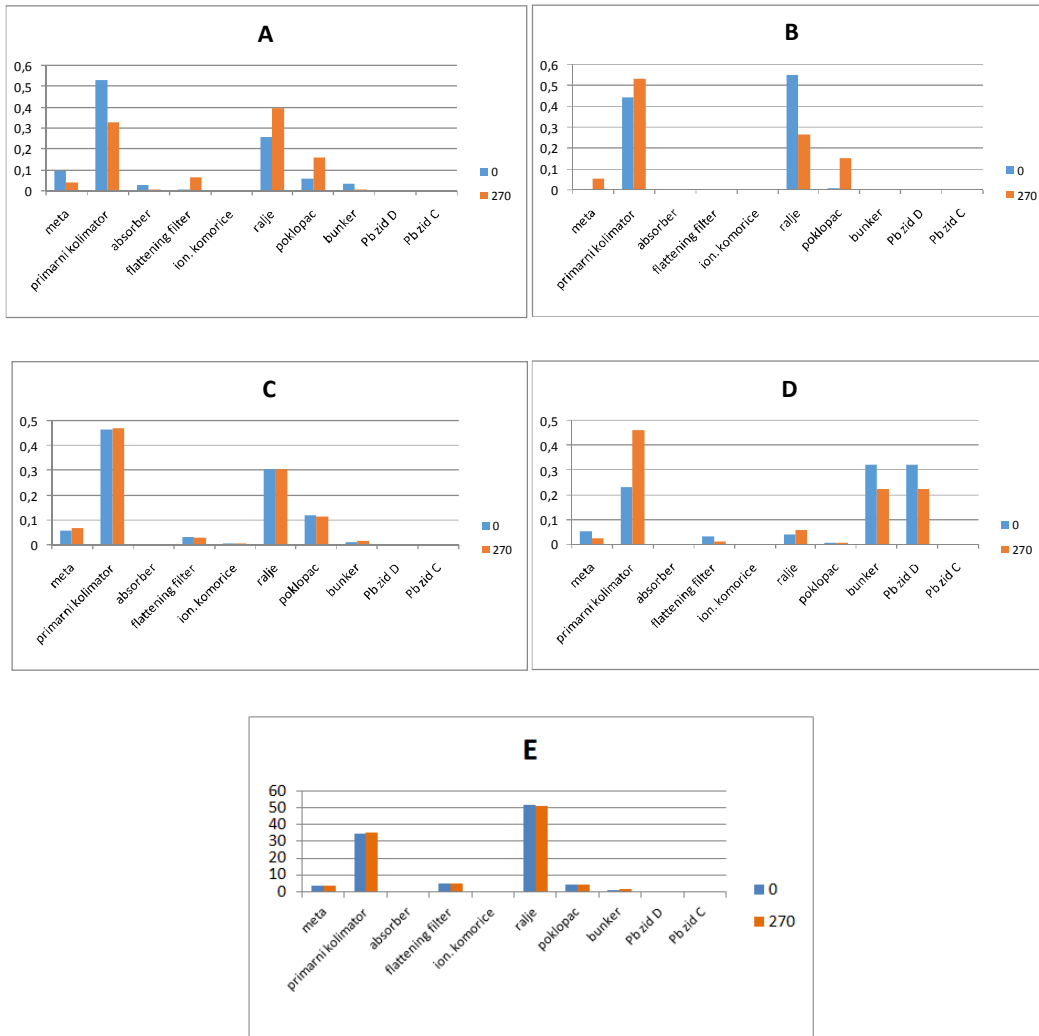 A
0,6
0,5
0,4
0,3
0,2
0,1
0
meta
primarni kolimator
absorber
flattening filter
ion. komorice
ralje
poklopac
bunker
Pb zid D
Pb zid C
0
270
B
0,6
0,5
0,4
0,3
0,2
0,1
0
meta
primarni kolimator
absorber
flattening filter
ion. komorice
ralje
poklopac
bunker
Pb zid D
Pb zid C
0
270
C
0,5
0,4
0,3
0,2
0,1
0
meta
primarni kolimator
absorber
flattening filter
ion. komorice
ralje
poklopac
bunker
Pb zid D
Pb zid C
0
270
D
0,5
0,4
0,3
0,2
0,1
0
meta
primarni kolimator
absorber
flattening filter
ion. komorice
ralje
poklopac
bunker
Pb zid D
Pb zid C
0
270
E
60
50
40
30
20
10
0
meta
primarni kolimator
absorber
flattening filter
ion. komorice
ralje
poklopac
bunker
Pb zid D
Pb zid C
0
270